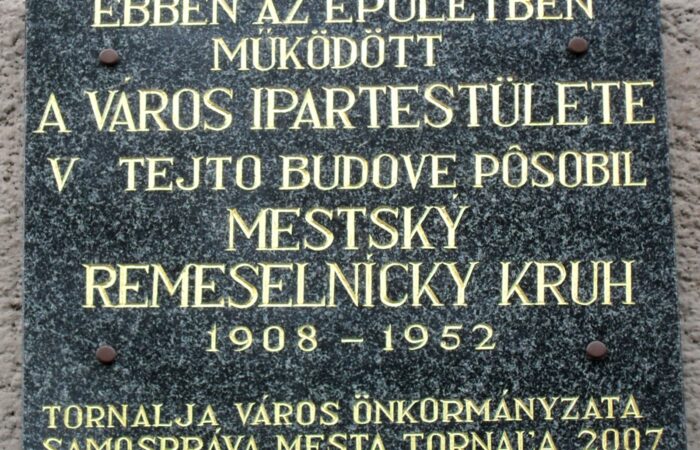 EBBEN AZ ÉPÜLETBEN
MŰKÖDÖTT
A VÁROS IPARTESTÜLETE
V TEJTO BUDOVE PÔSOBIL
MESTSKÝ
REMESELNÍCKY KRUH
1908 – 1952
TORNALJA VÁROS ÖNKORMÁNYZATA
SAMOSPRÁVA MESTA TORNAĽA 2007